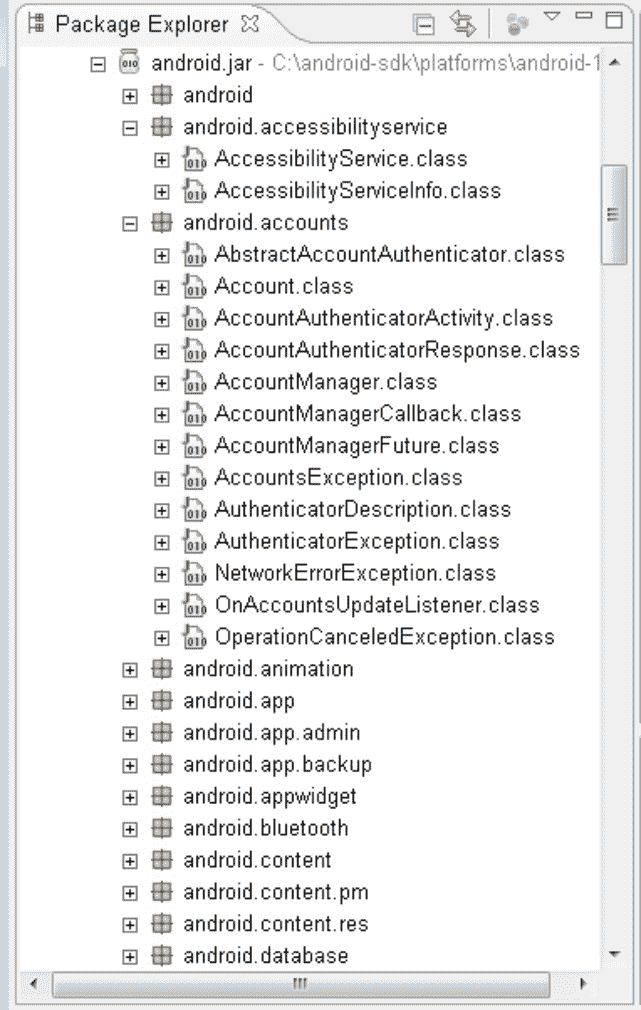 Package Explorer
android.jar - C:\android-sdk\platforms\android-1
android
android.accessibilityservice
AccessibilityService.class
AccessibilityServiceInfo.class
android.accounts
AbstractAccountAuthenticator.class
Account.class
AccountAuthenticatorActivity.class
AccountAuthenticatorResponse.class
AccountManager.class
AccountManagerCallback.class
AccountManagerFuture.class
AccountsException.class
AuthenticatorDescription.class
AuthenticatorException.class
NetworkErrorException.class
OnAccountsUpdateListener.class
OperationCanceledException.class
android.animation
android.app
android.app.admin
android.app.backup
android.appwidget
android.bluetooth
android.content
android.content.pm
android.content.res
android.database